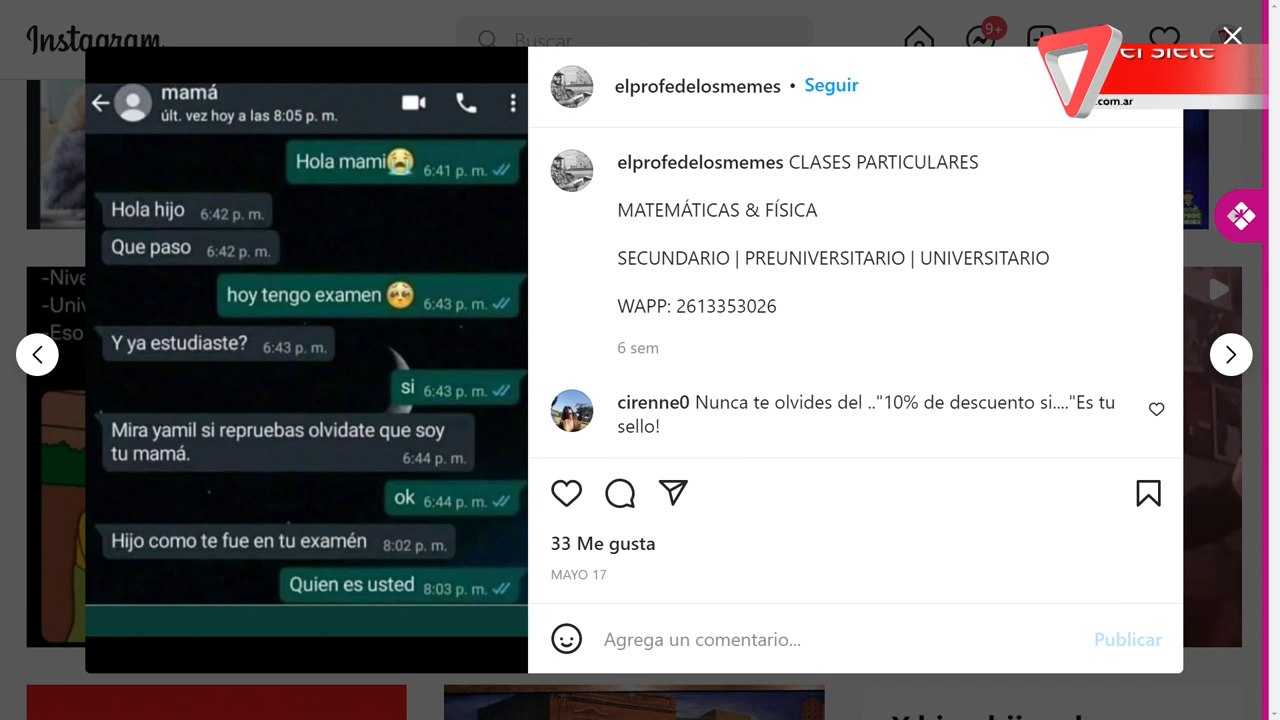 Instagram
Buscar
9+
el siete
.com.ar
mamá
últ. vez hoy a las 8:05 p. m.
Hola mami😭 6:41 p. m.
Hola hijo 6:42 p. m.
Que paso 6:42 p. m.
hoy tengo examen 🥺 6:43 p. m.
Y ya estudiaste? 6:43 p. m.
si 6:43 p. m.
Mira yamil si repruebas olvidate que soy
tu mamá. 6:44 p. m.
ok 6:44 p. m.
Hijo como te fue en tu examén 8:02 p. m.
Quien es usted 8:03 p. m.
elprofedelosmemes • Seguir
elprofedelosmemes CLASES PARTICULARES
MATEMÁTICAS & FÍSICA
SECUNDARIO | PREUNIVERSITARIO | UNIVERSITARIO
WAPP: 2613353026
6 sem
cirenne0 Nunca te olvides del .."10% de descuento si...."Es tu
sello!
33 Me gusta
MAYO 17
Agrega un comentario...
Publicar
-Nive
-Univ
-Eso